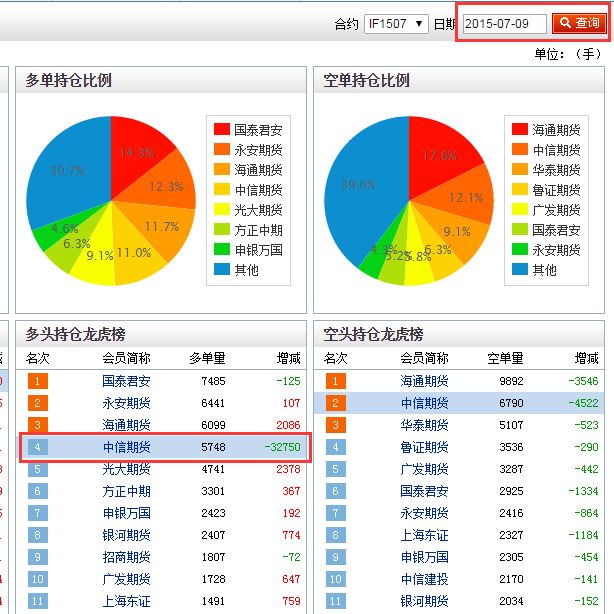 合约 IF1507 日期 2015-07-09 查询
单位：（手）
多单持仓比例
14.3%
12.3%
11.7%
11.0%
9.1%
6.3%
4.6%
30.7%
国泰君安
永安期货
海通期货
中信期货
光大期货
方正中期
申银万国
其他
空单持仓比例
17.6%
12.1%
9.1%
6.3%
5.8%
5.2%
4.3%
39.6%
海通期货
中信期货
华泰期货
鲁证期货
广发期货
国泰君安
永安期货
其他
多头持仓龙虎榜
名次 会员简称 多单量 增减
1 国泰君安 7485 -125
2 永安期货 6441 107
3 海通期货 6099 2086
4 中信期货 5748 -32750
5 光大期货 4741 2378
6 方正中期 3301 367
7 申银万国 2423 192
8 银河期货 2407 774
9 招商期货 1807 -72
10 广发期货 1728 647
11 上海东证 1491 759
空头持仓龙虎榜
名次 会员简称 空单量 增减
1 海通期货 9892 -3546
2 中信期货 6790 -4522
3 华泰期货 5107 -523
4 鲁证期货 3536 -290
5 广发期货 3287 -442
6 国泰君安 2925 -1334
7 永安期货 2416 -864
8 上海东证 2327 -1184
9 申银万国 2305 -454
10 中信建投 2170 -141
11 银河期货 2034 -152